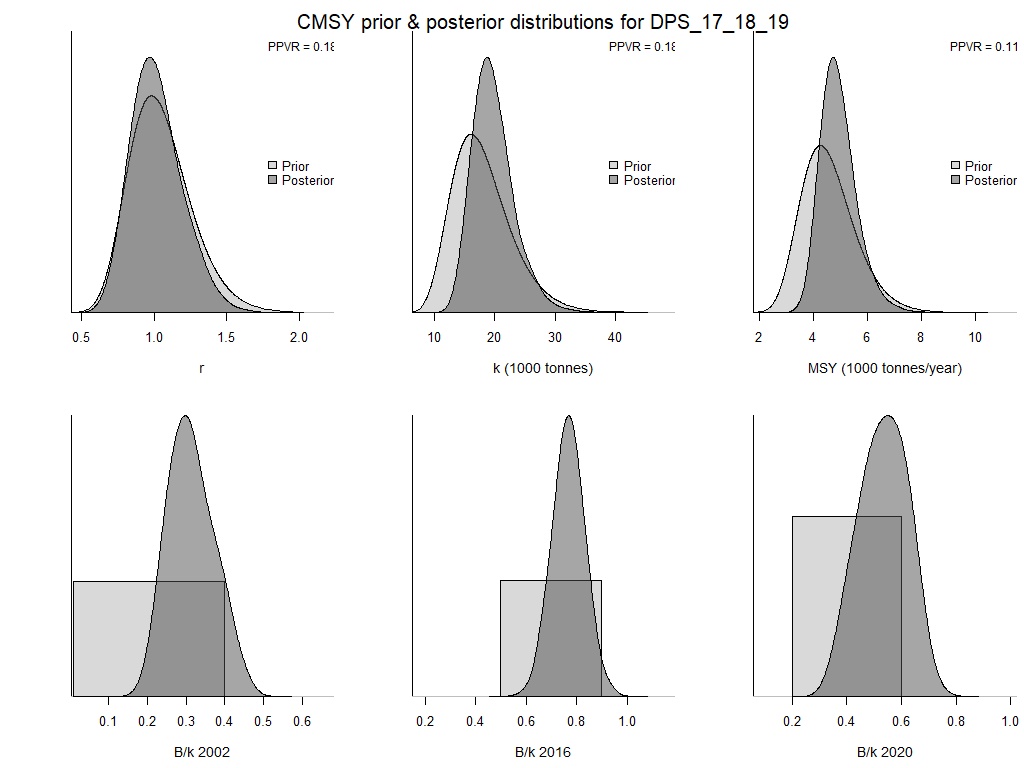 CMSY prior & posterior distributions for DPS_17_18_19
PPVR = 0.18
Prior
Posterior
0.5 1.0 1.5 2.0
r
PPVR = 0.18
Prior
Posterior
10 20 30 40
k (1000 tonnes)
PPVR = 0.11
Prior
Posterior
2 4 6 8 10
MSY (1000 tonnes/year)
0.1 0.2 0.3 0.4 0.5 0.6
B/k 2002
0.2 0.4 0.6 0.8 1.0
B/k 2016
0.2 0.4 0.6 0.8 1.0
B/k 2020